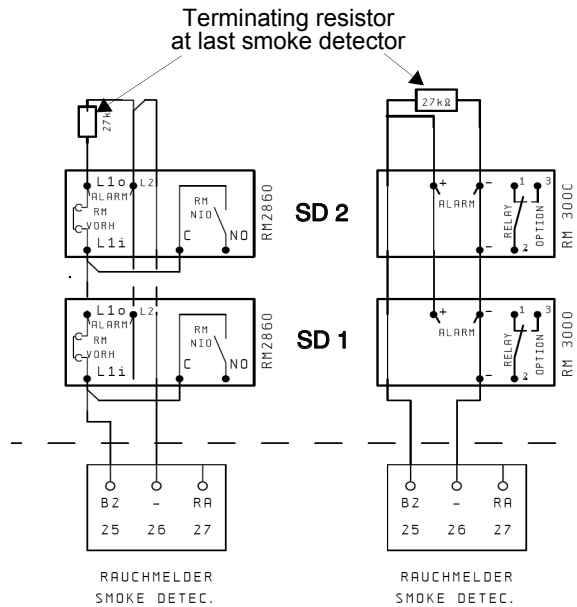 Terminating resistor
at last smoke detector
27k
27kΩ
L1o
L2
ALARM
RM
VORH
L1i
RM
NIO
C
NO
RM2860
SD 2
+
-
ALARM
-
1
3
2
RELAY
OPTION
RM 3000
L1o
L2
ALARM
RM
VORH
L1i
RM
NIO
C
NO
RM2860
SD 1
+
-
ALARM
-
1
3
2
RELAY
OPTION
RM 3000
B2 - RA
25 26 27
B2 - RA
25 26 27
RAUCHMELDER
SMOKE DETEC.
RAUCHMELDER
SMOKE DETEC.